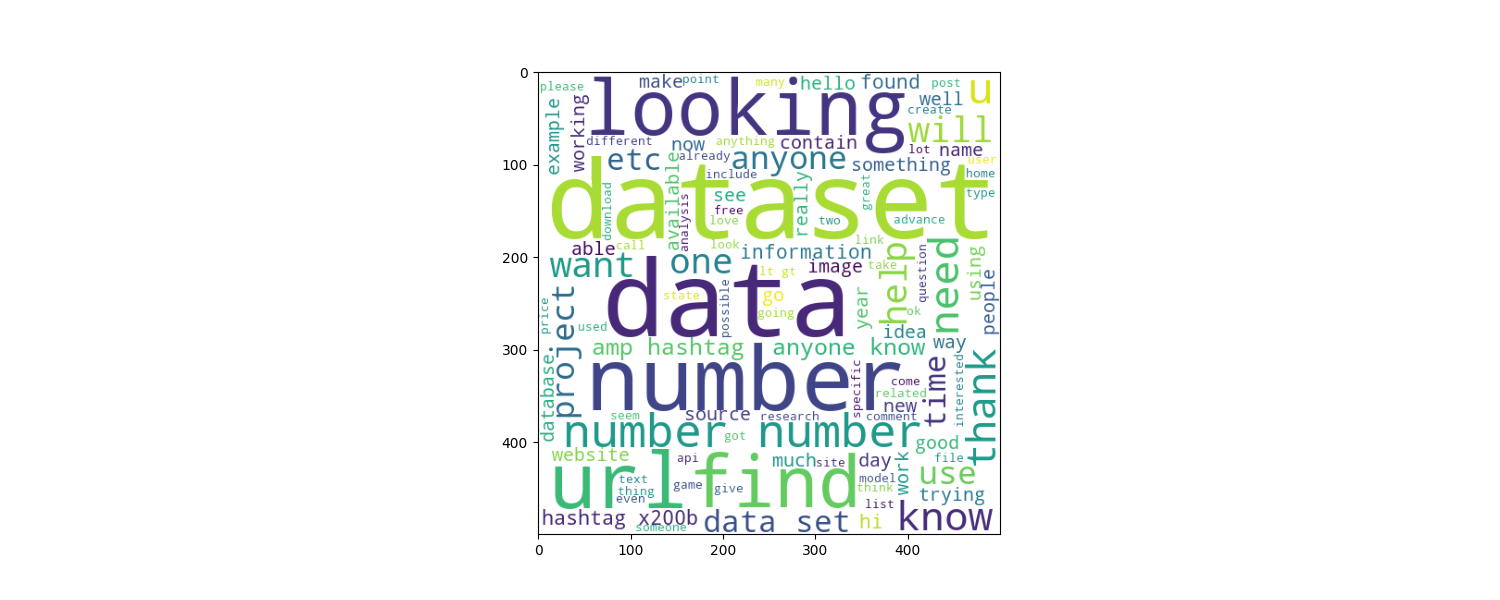 0
100
200
300
400
0 100 200 300 400
please make point many hello found post u
looking
example working well create
will
different now anything contain lot name
etc already anyone something user
available include home
dataset
download see really great type
analysis free love two advance
able call look information link
want one lt gt image take help question need using people
data
project price state go year
used possible going ok
idea
amp hashtag anyone know way
number
database specific come time interested thank
related
new
seem source research comment
number number
got good
website api much site day work file
url find
text model use
thing game give think trying
even list
hashtag x200b data set hi know
someone